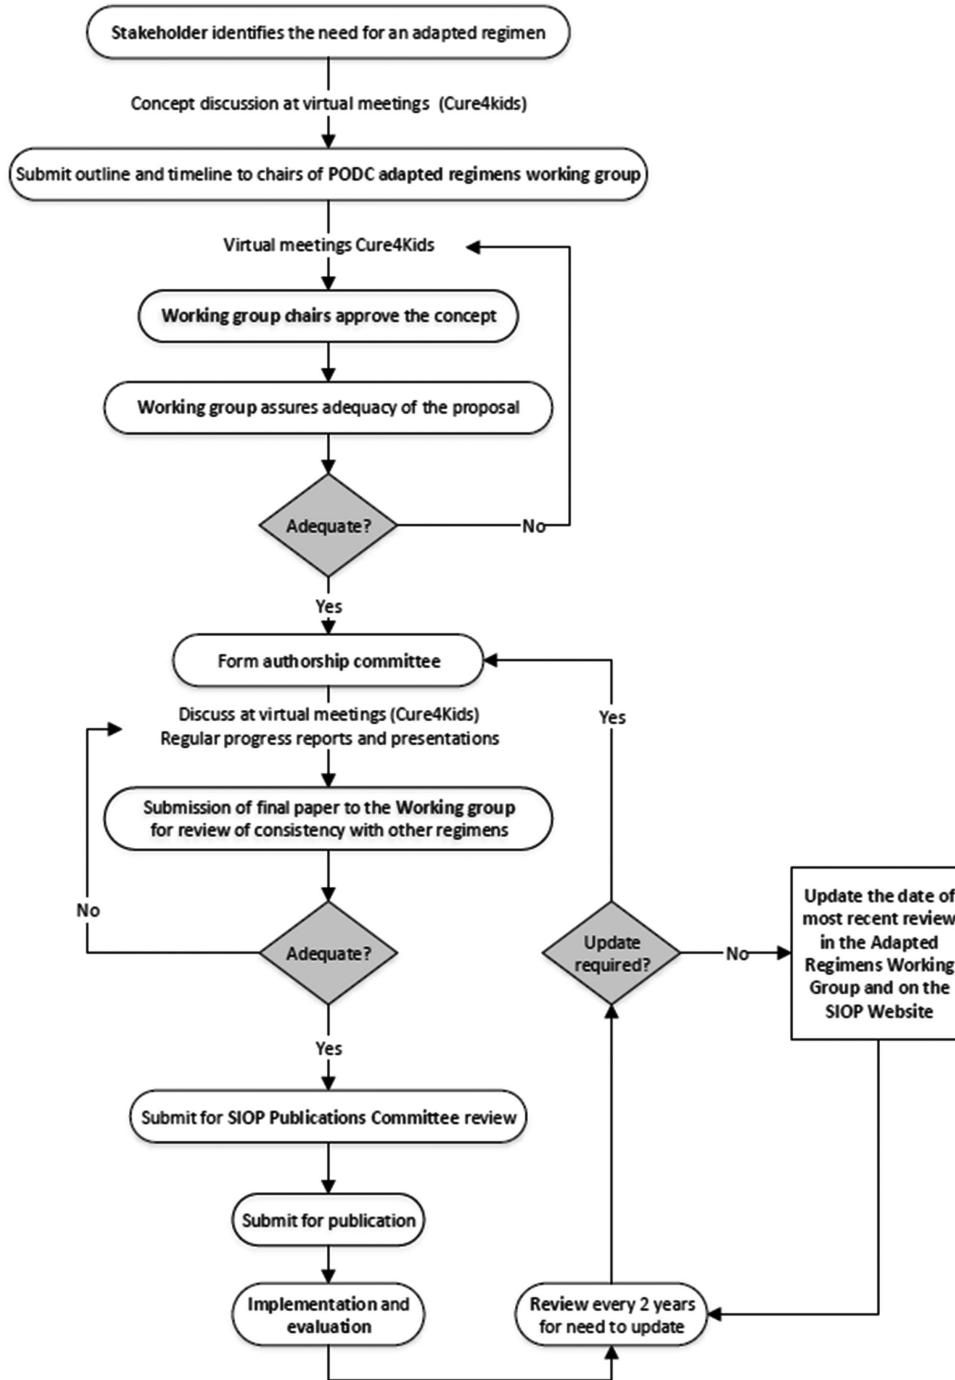 Stakeholder identifies the need for an adapted regimen
Concept discussion at virtual meetings (Cure4kids)
Submit outline and timeline to chairs of PODC adapted regimens working group
Virtual meetings Cure4Kids
Working group chairs approve the concept
Working group assures adequacy of the proposal
Adequate?
No
Yes
Form authorship committee
Discuss at virtual meetings (Cure4Kids)
Regular progress reports and presentations
Submission of final paper to the Working group
for review of consistency with other regimens
No
Adequate?
Yes
Submit for SIOP Publications Committee review
Submit for publication
Implementation and
evaluation
Review every 2 years
for need to update
Update
required?
Yes
No
Update the date of
most recent review
in the Adapted
Regimens Working
Group and on the
SIOP Website